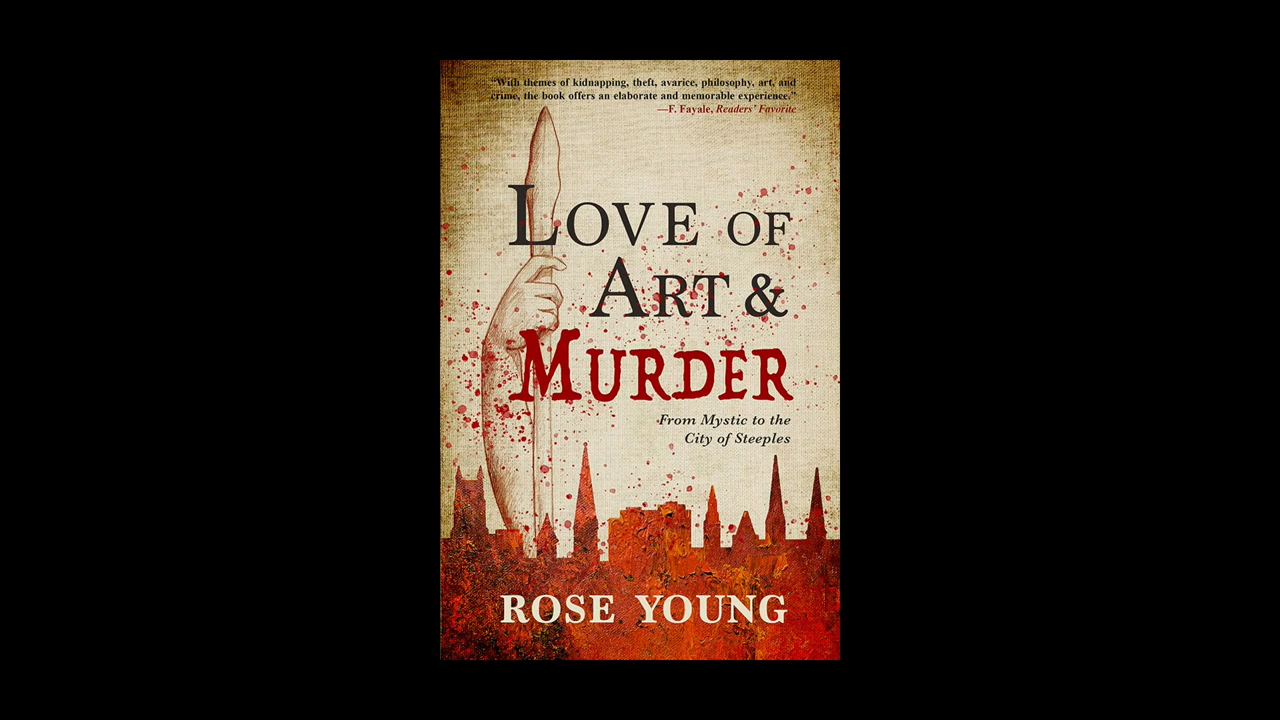 “With themes of kidnapping, theft, avarice, philosophy, art, and
crime, the book offers an elaborate and memorable experience.”
—F. Fayale, Readers’ Favorite
LOVE OF
ART &
MURDER
From Mystic to the
City of Steeples
ROSE YOUNG